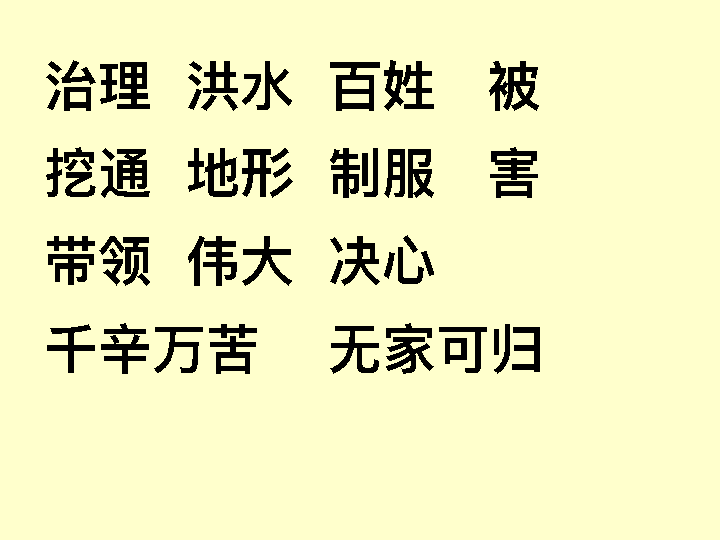 治理 洪水 百姓 被
挖通 地形 制服 害
带领 伟大 决心
千辛万苦 无家可归